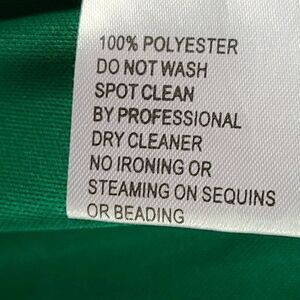 100% POLYESTER
DO NOT WASH
SPOT CLEAN
BY PROFESSIONAL
DRY CLEANER
NO IRONING OR
STEAMING ON SEQUINS
OR BEADING